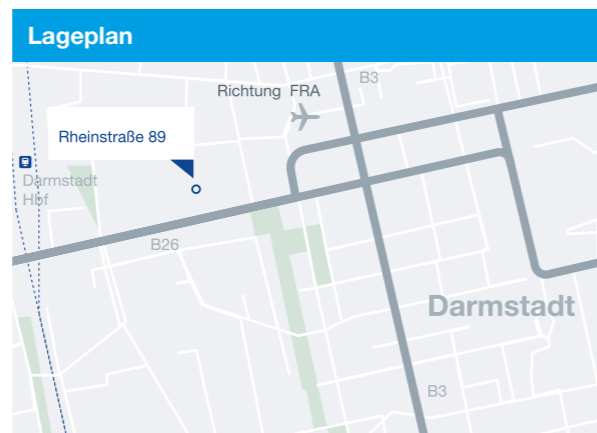 Lageplan
B3
Richtung FRA
Rheinstraße 89
Darmstadt
Hbf
B26
Darmstadt
B3